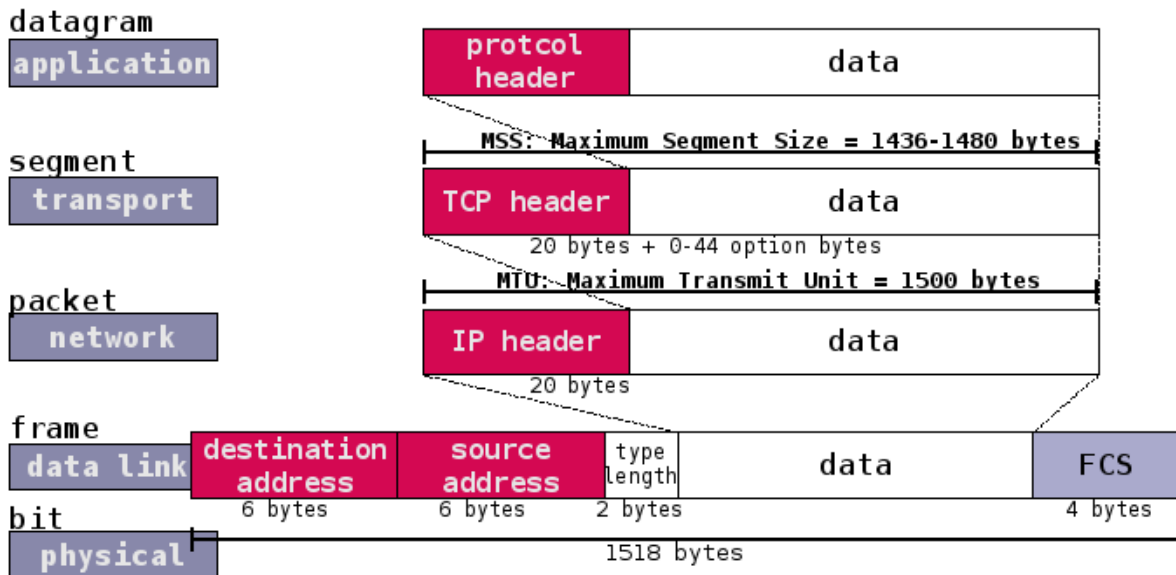 datagram
application
protcol
header
data
MSS: Maximum Segment Size = 1436-1480 bytes
segment
transport
TCP header
data
20 bytes + 0-44 option bytes
MTU: Maximum Transmit Unit = 1500 bytes
packet
network
IP header
data
20 bytes
frame
data link
destination
address
source
address
type
length
data
FCS
6 bytes
6 bytes
2 bytes
4 bytes
bit
physical
1518 bytes